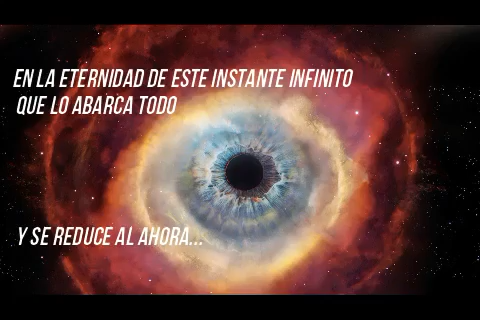 EN LA ETERNIDAD DE ESTE INSTANTE INFINITO
QUE LO ABARCA TODO
Y SE REDUCE AL AHORA...